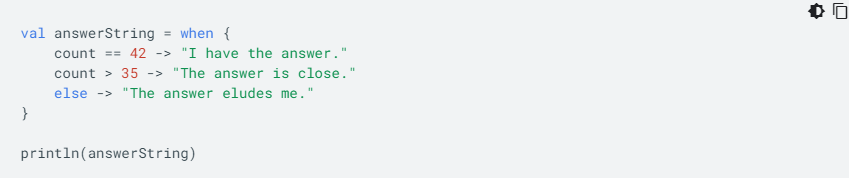 val answerString = when {
    count == 42 -> "I have the answer."
    count > 35 -> "The answer is close."
    else -> "The answer eludes me."
}

println(answerString)